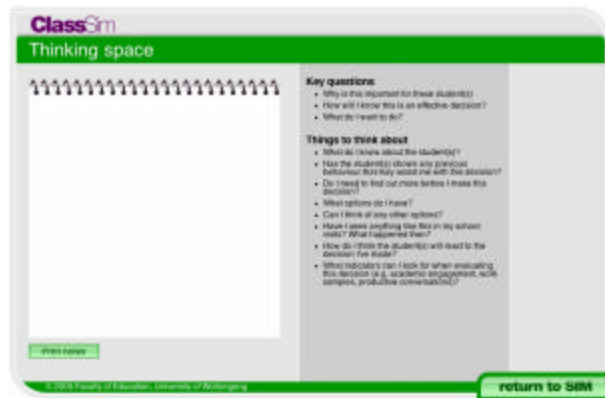 ClassSim
Thinking space
Key questions
Why is this important for these student(s)
How will I know this is an effective decision?
What do I want to do?
Things to think about
What do I know about the student(s)?
Has the student(s) shown any previous
behaviour that may assist me with this decision?
Do I need to find out more before I make this
decision?
What options do I have?
Can I think of any other options?
Have I seen anything like this in my school
visits? What happened then?
How do I think the student(s) will react to the
decision I've made?
What indicators can I look for when evaluating
this decision (e.g. academic engagement, work
samples, productive conversations)?
Print notes
© 2005 Faculty of Education, University of Wollongong
return to SIM